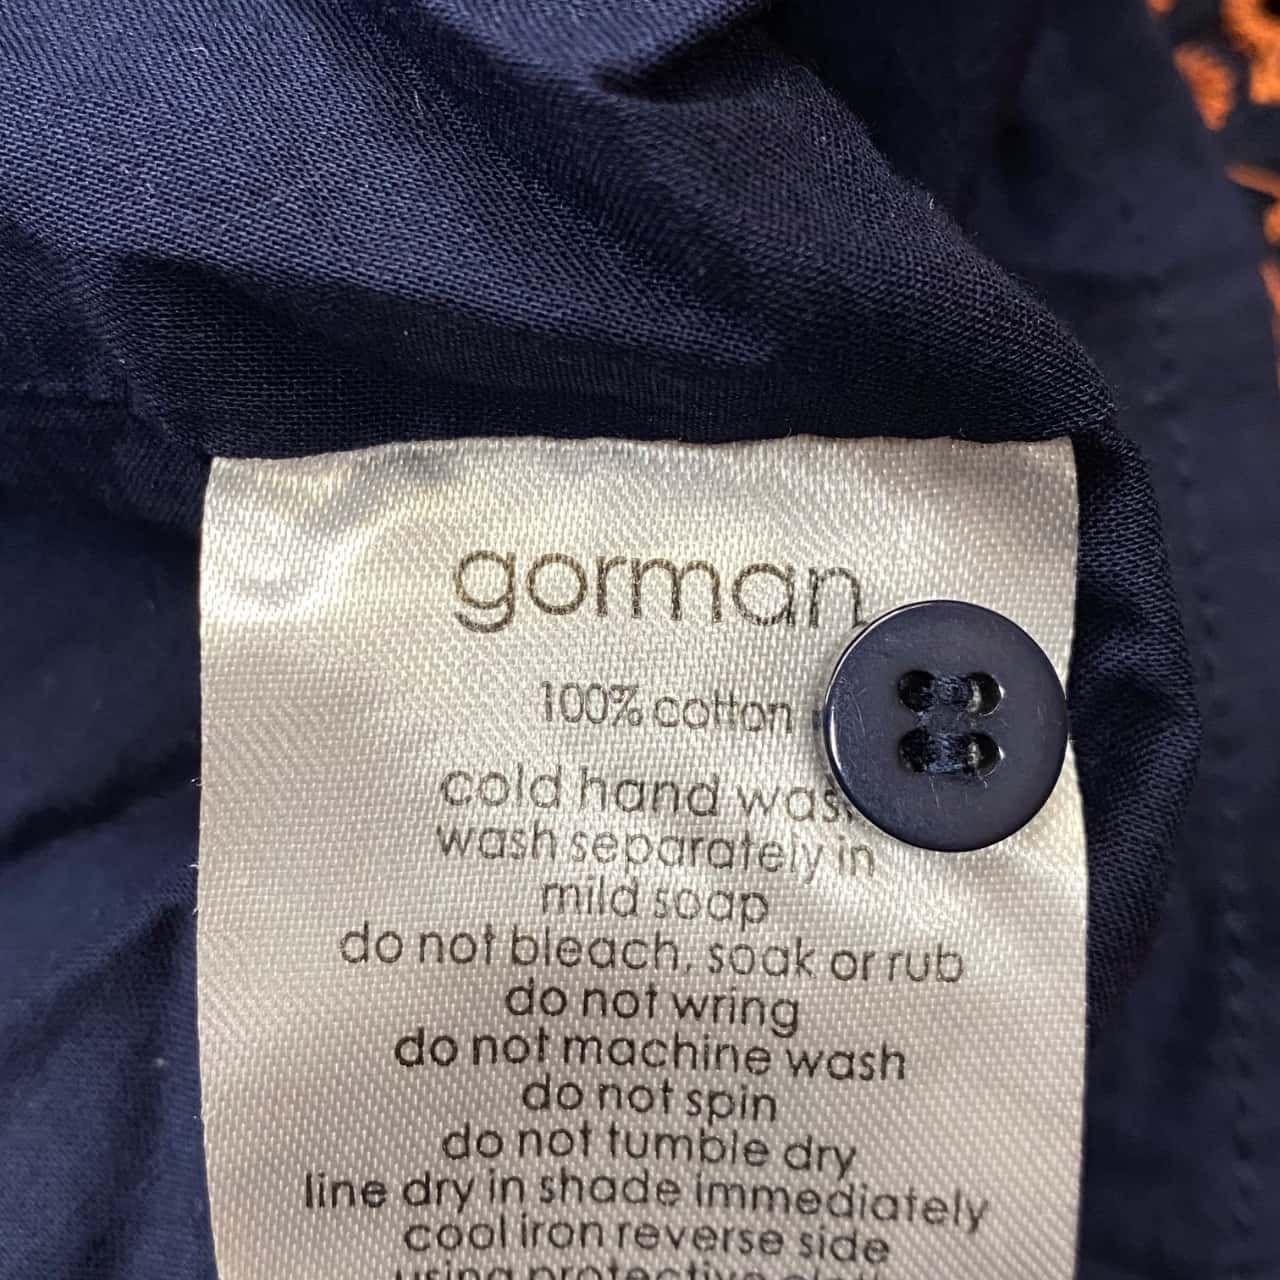 gorman
100% cotton
cold hand
wash separately in
mild soap
do not bleach, soak or rub
do not wring
do not machine wash
do not spin
do not tumble dry
line dry in shade immediately
cool iron reverse side
using protective